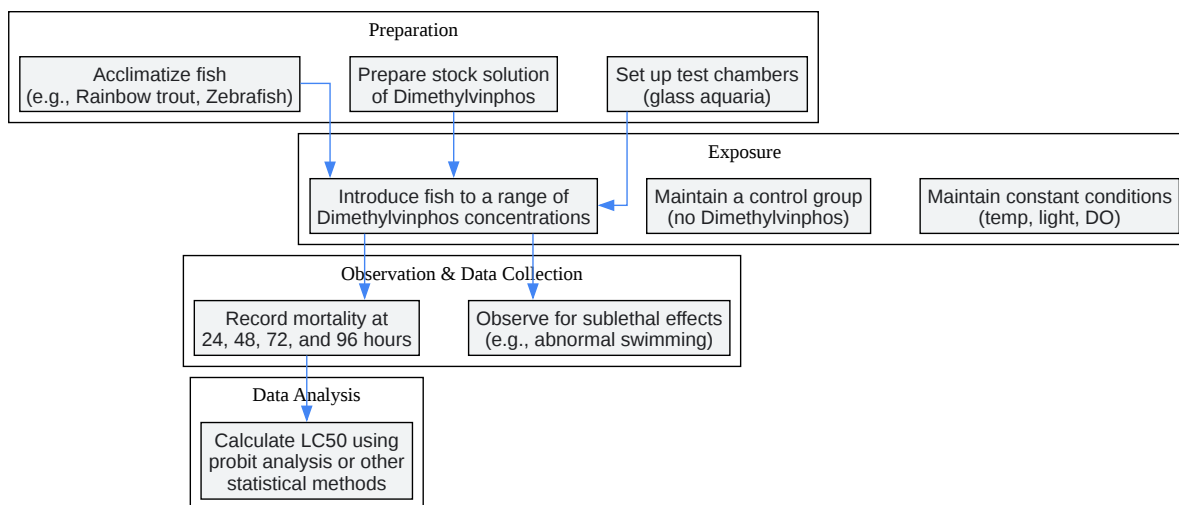 Preparation
Acclimatize fish
(e.g., Rainbow trout, Zebrafish)
Prepare stock solution
of Dimethylvinphos
Set up test chambers
(glass aquaria)
Exposure
Introduce fish to a range of
Dimethylvinphos concentrations
Maintain a control group
(no Dimethylvinphos)
Maintain constant conditions
(temp, light, DO)
Observation & Data Collection
Record mortality at
24, 48, 72, and 96 hours
Observe for sublethal effects
(e.g., abnormal swimming)
Data Analysis
Calculate LC50 using
probit analysis or other
statistical methods